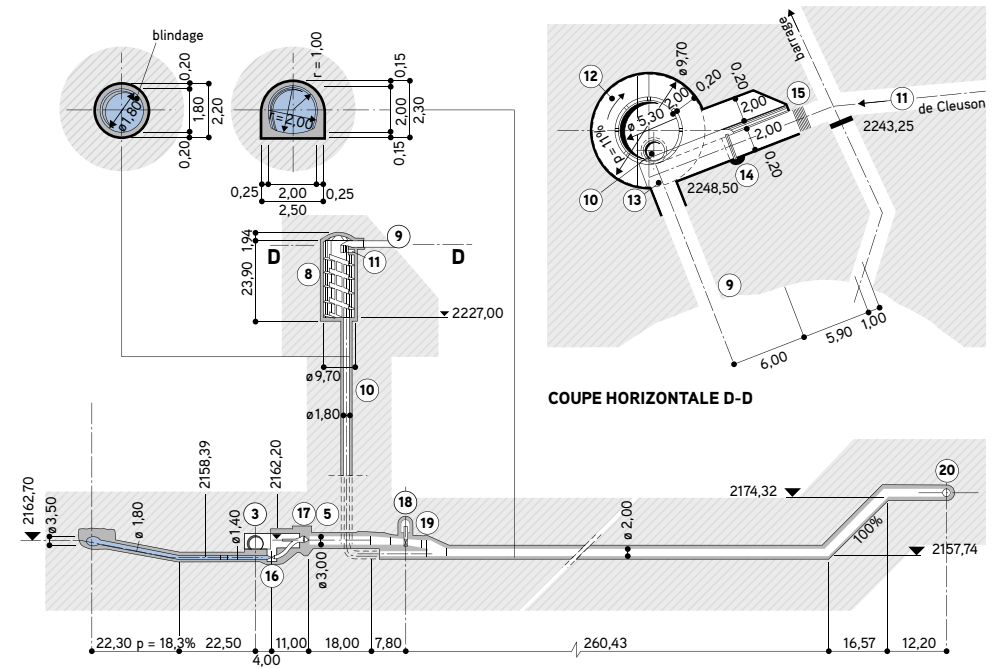 blindage
0,20
1,80
2,20
0,20
ø 1,80
r = 1,00
0,15
2,00
2,30
0,15
r = 2,00
0,25
2,00
0,25
2,50
1,94
23,90
D
D
8
9
11
2227,00
ø 9,70
10
ø 1,80
12
ø 9,70
0,20
0,20
2,00
2,00
2,00
ø 5,30
p = 11%
0,20
15
barrage
11
de Cleuson
2243,25
14
2248,50
10
13
9
6,00
5,90
1,00
COUPE HORIZONTALE D-D
2162,70
ø 3,50
ø 1,80
2158,39
ø 1,40
3
2162,20
17
5
16
ø 3,00
18
19
ø 2,00
2174,32
20
100%
2157,74
22,30 p = 18,3%
22,50
4,00
11,00
18,00
7,80
260,43
16,57
12,20